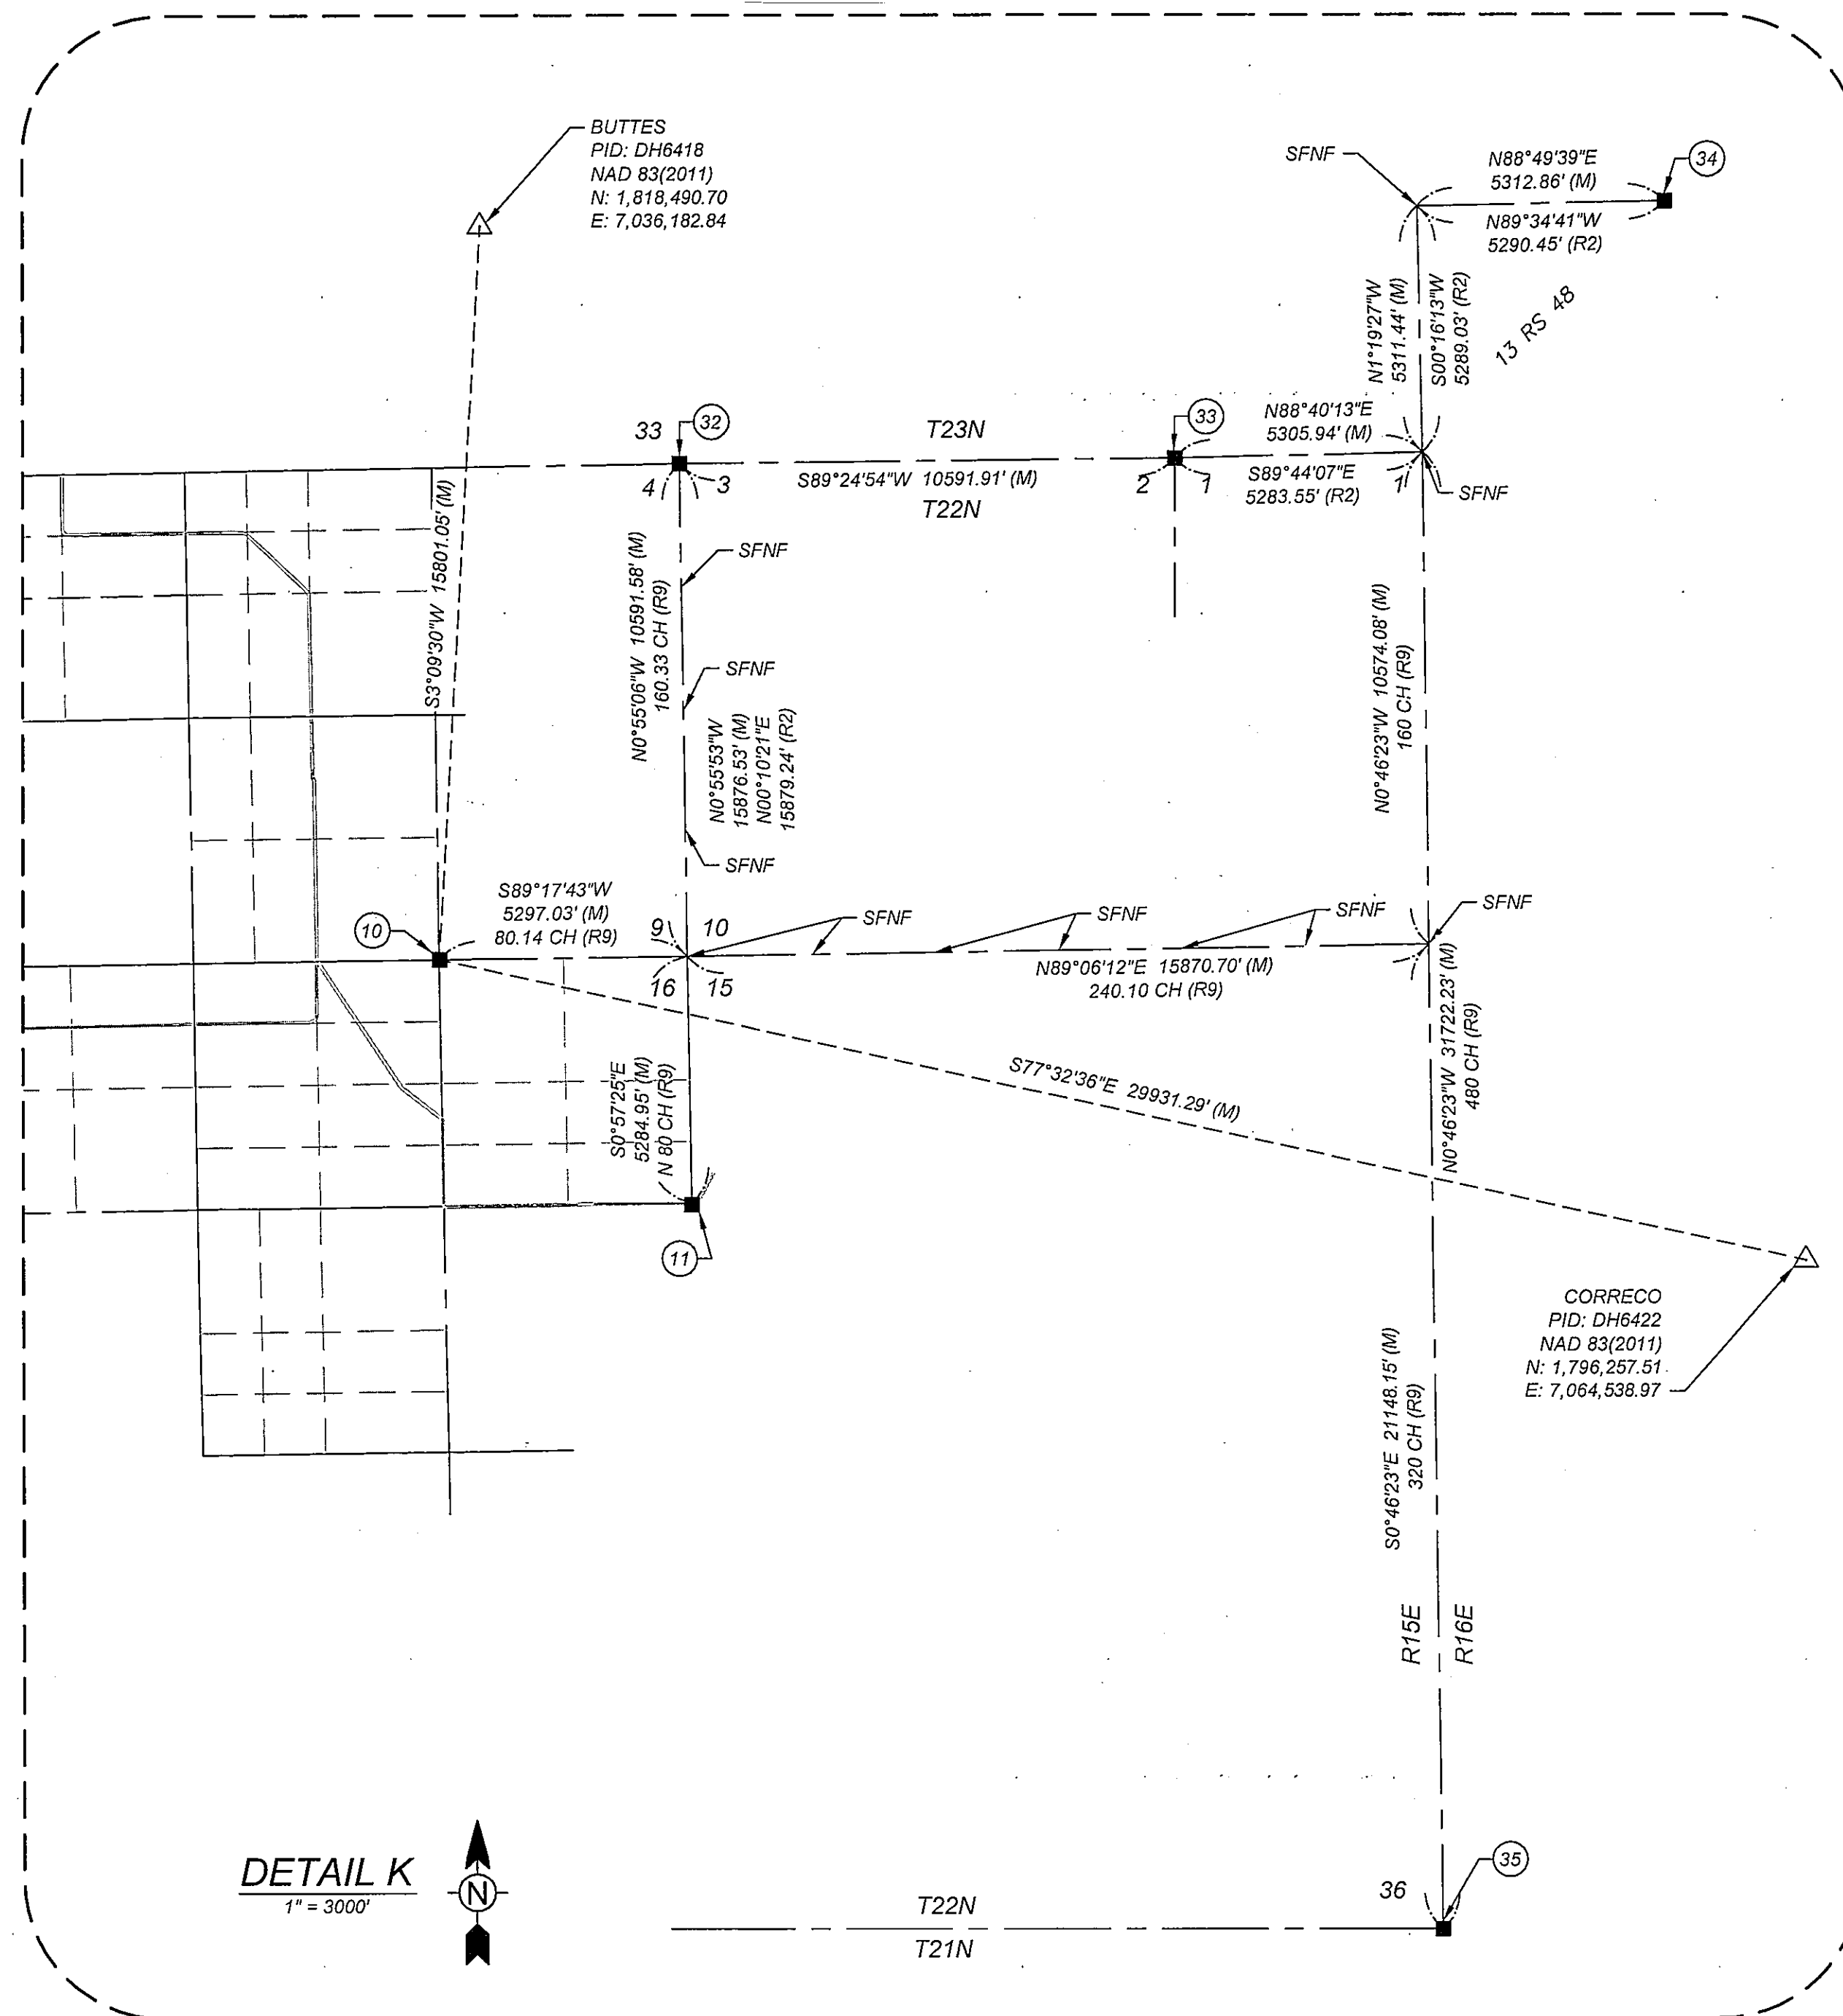 BUTTES
PID: DH6418
NAD 83(2011)
N: 1,818,490.70
E: 7,036,182.84
SFNF
N88°49'39"E
5312.86' (M)
34
N89°34'41"W
5290.45' (R2)
N1°19'27"W
5311.44' (M)
S00°16'13"W
5289.03' (R2)
13 RS 48
33
32
T23N
33
N88°40'13"E
5305.94' (M)
4
3
S89°24'54"W 10591.91' (M)
2
1
S89°44'07"E
5283.55' (R2)
1
SFNF
T22N
S3°09'30"W 15801.05' (M)
SFNF
N0°55'06"W 10591.58' (M)
160.33 CH (R9)
SFNF
N0°46'23"W 10574.08' (M)
160 CH (R9)
N0°55'53"W
15876.53' (M)
N00°10'21"E
15879.24' (R2)
SFNF
S89°17'43"W
5297.03' (M)
80.14 CH (R9)
10
9
10
SFNF
SFNF
SFNF
SFNF
16
15
N89°06'12"E 15870.70' (M)
240.10 CH (R9)
N0°46'23"W 31722.23' (M)
480 CH (R9)
S0°57'25"E
5284.95' (M)
N 80 CH (R9)
S77°32'36"E 29931.29' (M)
11
CORRECO
PID: DH6422
NAD 83(2011)
N: 1,796,257.51
E: 7,064,538.97
S0°46'23"E 21148.15' (M)
320 CH (R9)
R15E
R16E
DETAIL K
1" = 3000'
N
35
36
T22N
T21N